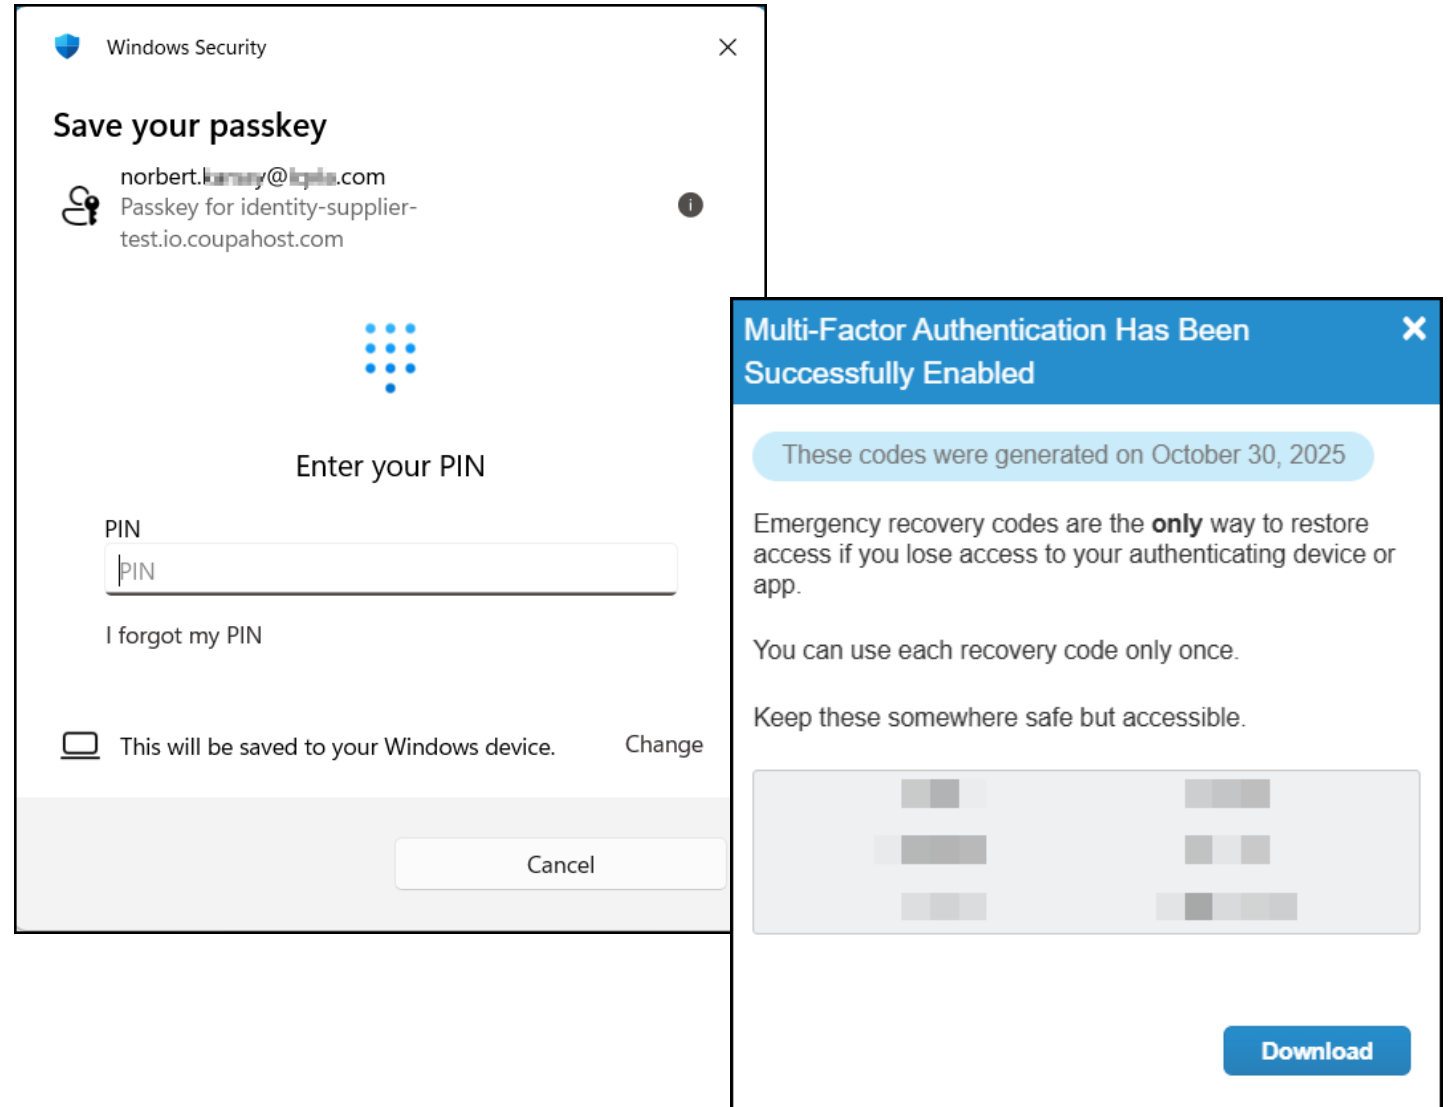 Windows Security
Save your passkey
norbert. @ .com
Passkey for identity-supplier-
test.io.coupahost.com
Enter your PIN
PIN
PIN
I forgot my PIN
This will be saved to your Windows device.
Change
Cancel
Multi-Factor Authentication Has Been
Successfully Enabled
These codes were generated on October 30, 2025
Emergency recovery codes are the only way to restore
access if you lose access to your authenticating device or
app.
You can use each recovery code only once.
Keep these somewhere safe but accessible.
Download